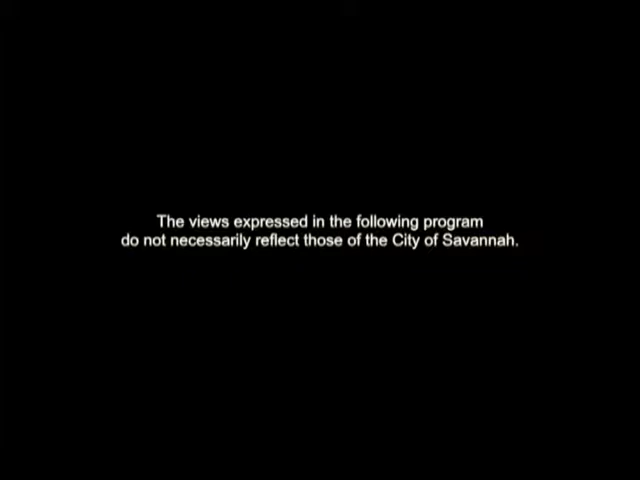 The views expressed in the following program
do not necessarily reflect those of the City of Savannah.